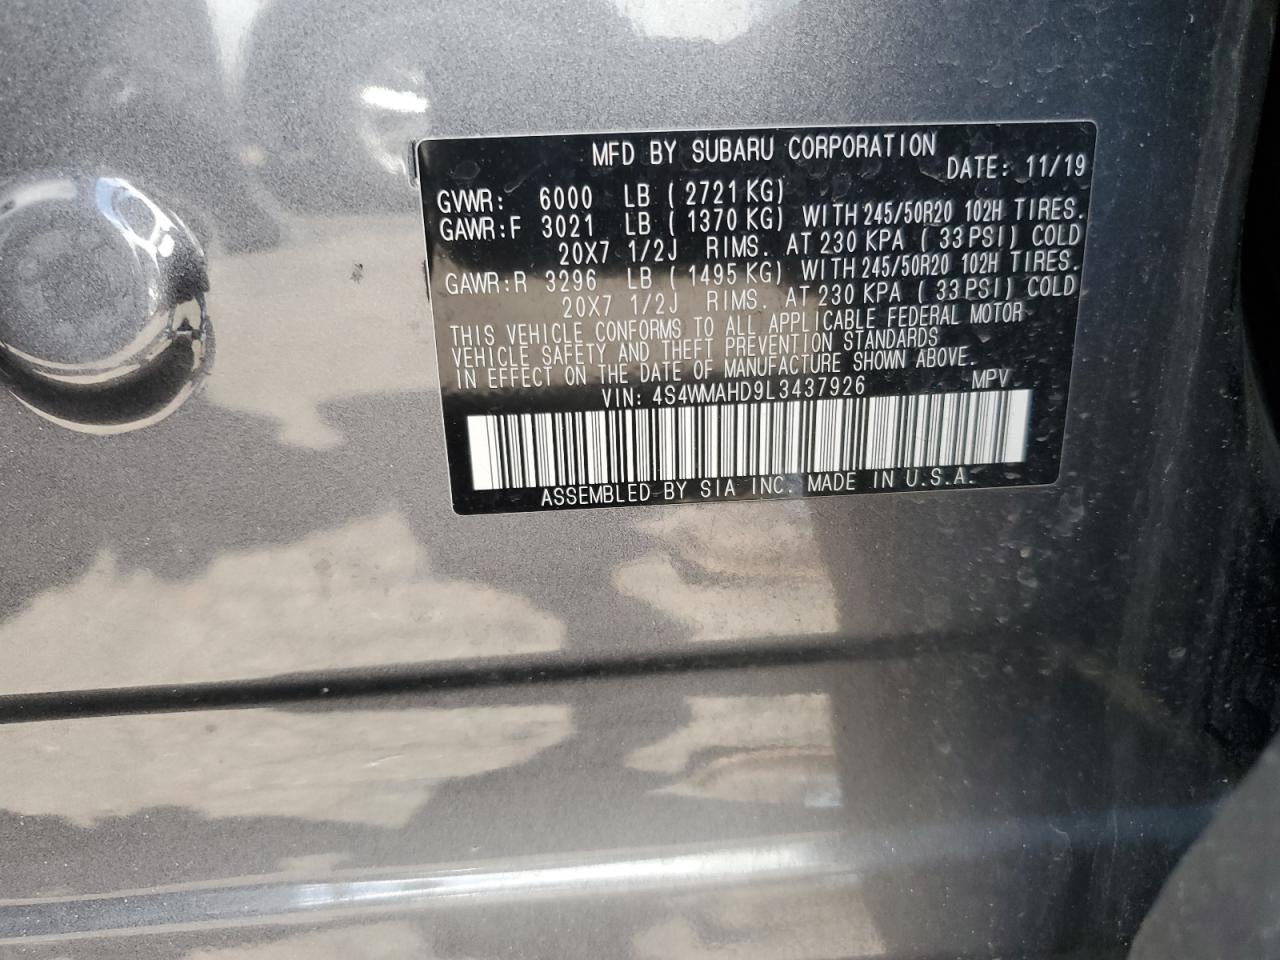 MFD BY SUBARU CORPORATION
DATE: 11/19
GVWR: 6000 LB ( 2721 KG)
GAWR:F 3021 LB ( 1370 KG) WITH 245/50R20 102H TIRES.
20X7 1/2J RIMS. AT 230 KPA ( 33 PSI) COLD
GAWR:R 3296 LB ( 1495 KG) WITH 245/50R20 102H TIRES.
20X7 1/2J RIMS. AT 230 KPA ( 33 PSI) COLD
THIS VEHICLE CONFORMS TO ALL APPLICABLE FEDERAL MOTOR
VEHICLE SAFETY AND THEFT PREVENTION STANDARDS
IN EFFECT ON THE DATE OF MANUFACTURE SHOWN ABOVE.
VIN: 4S4WMAHD9L3437926 MPV
ASSEMBLED BY SIA INC. MADE IN U.S.A.